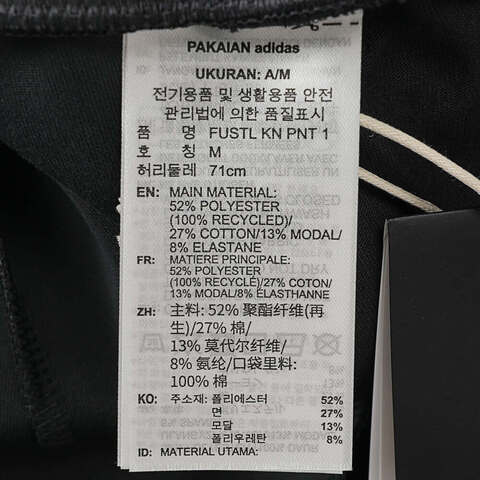 PAKAIAN adidas
UKURAN: A/M
전기용품 및 생활용품 안전
관리법에 의한 품질표시
품 명 FUSTL KN PNT 1
호 칭 M
허리둘레 71cm
EN: MAIN MATERIAL:
52% POLYESTER
(100% RECYCLED)/
27% COTTON/13% MODAL/
8% ELASTANE
FR: MATIERE PRINCIPALE:
52% POLYESTER
(100% RECYCLÉ)/27% COTON/
13% MODAL/8% ÉLASTHANNE
ZH: 主料: 52% 聚酯纤维(再
生)/27% 棉/
13% 莫代尔纤维/
8% 氨纶/口袋里料:
100% 棉
KO: 주소재: 폴리에스터 52%
면 27%
모달 13%
폴리우레탄 8%
ID: MATERIAL UTAMA: